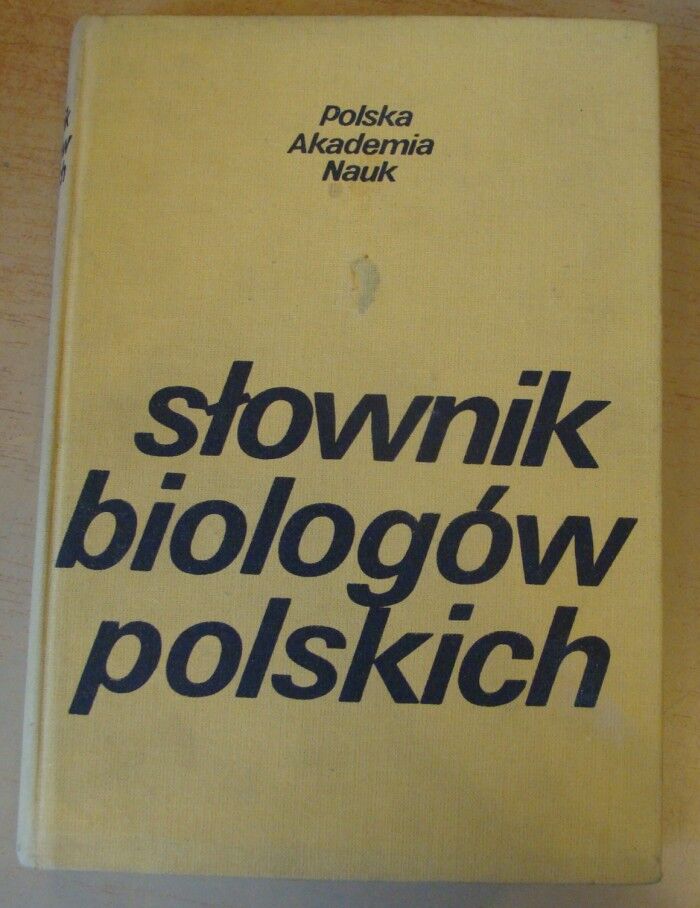 Polska
Akademia
Nauk
słownik
biologów
polskich